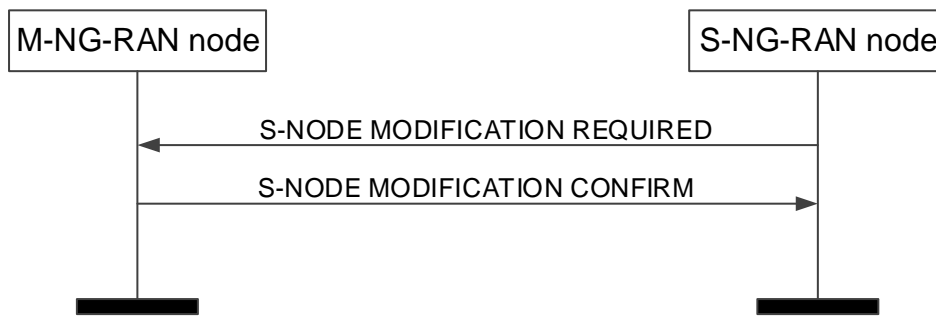 M-NG-RAN node
S-NG-RAN node
S-NODE MODIFICATION REQUIRED
S-NODE MODIFICATION CONFIRM